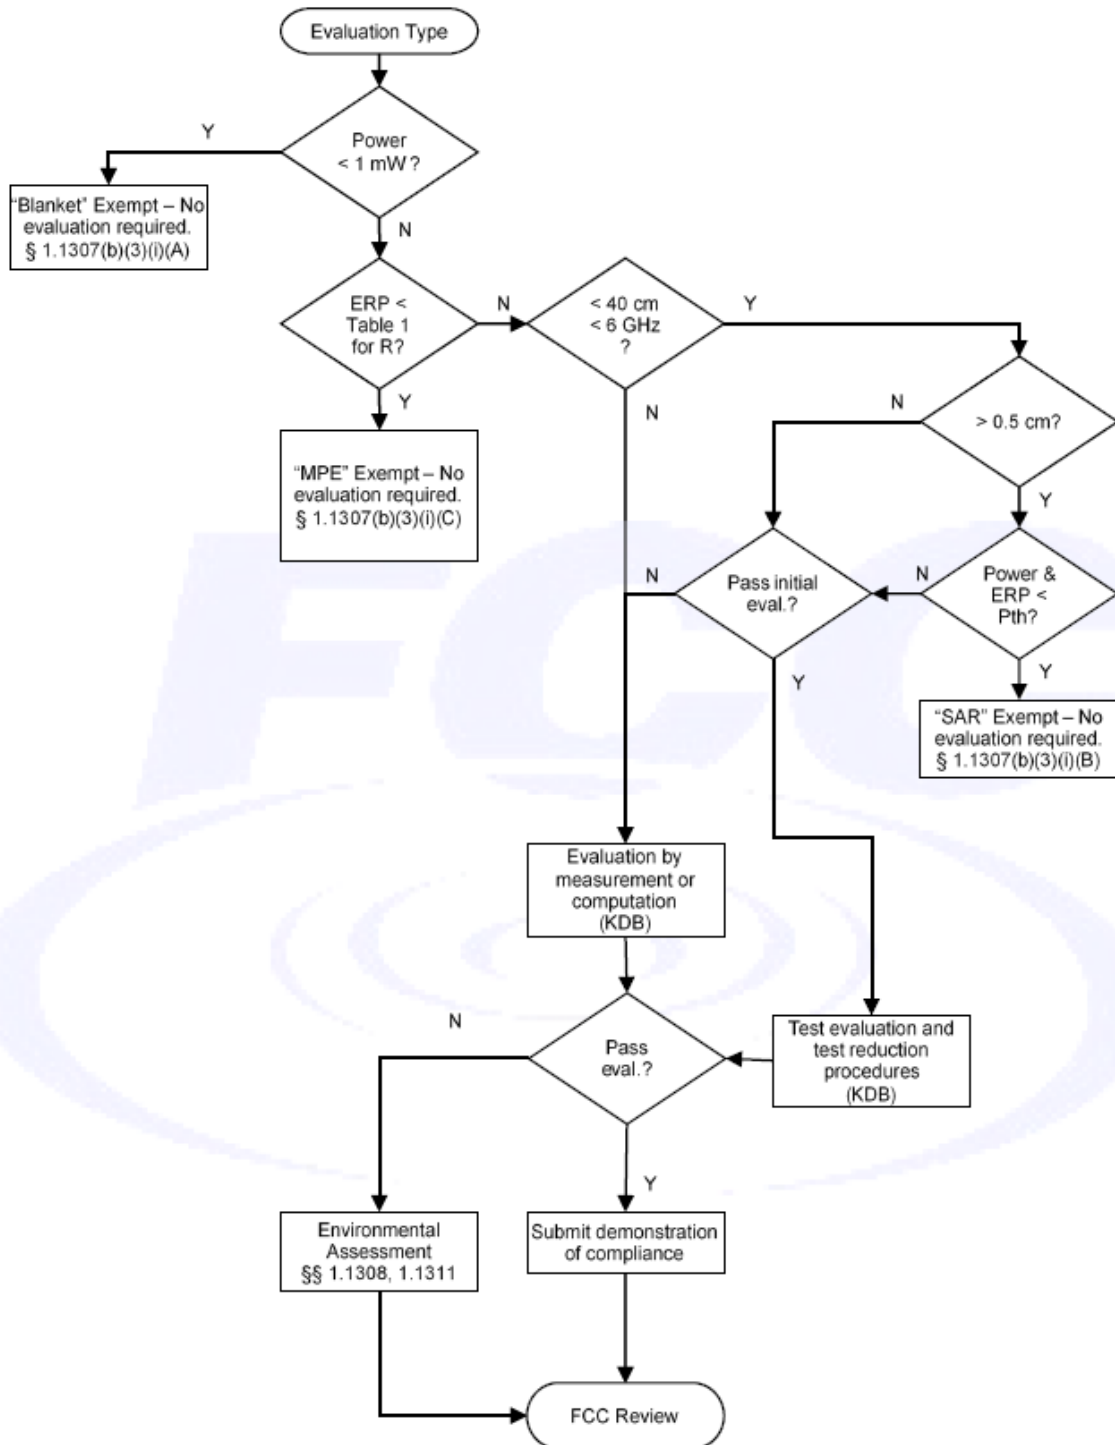 Evaluation Type
Power
< 1 mW?
Y
"Blanket" Exempt – No
evaluation required.
§ 1.1307(b)(3)(i)(A)
N
ERP <
Table 1
for R?
N
< 40 cm
< 6 GHz
?
Y
Y
N
N
> 0.5 cm?
"MPE" Exempt – No
evaluation required.
§ 1.1307(b)(3)(i)(C)
Y
N
Pass initial
eval.?
N
Power &
ERP <
Pth?
Y
Y
"SAR" Exempt – No
evaluation required.
§ 1.1307(b)(3)(i)(B)
FCC
Evaluation by
measurement or
computation
(KDB)
N
Pass
eval.?
Test evaluation and
test reduction
procedures
(KDB)
Y
Environmental
Assessment
§§ 1.1308, 1.1311
Submit demonstration
of compliance
FCC Review